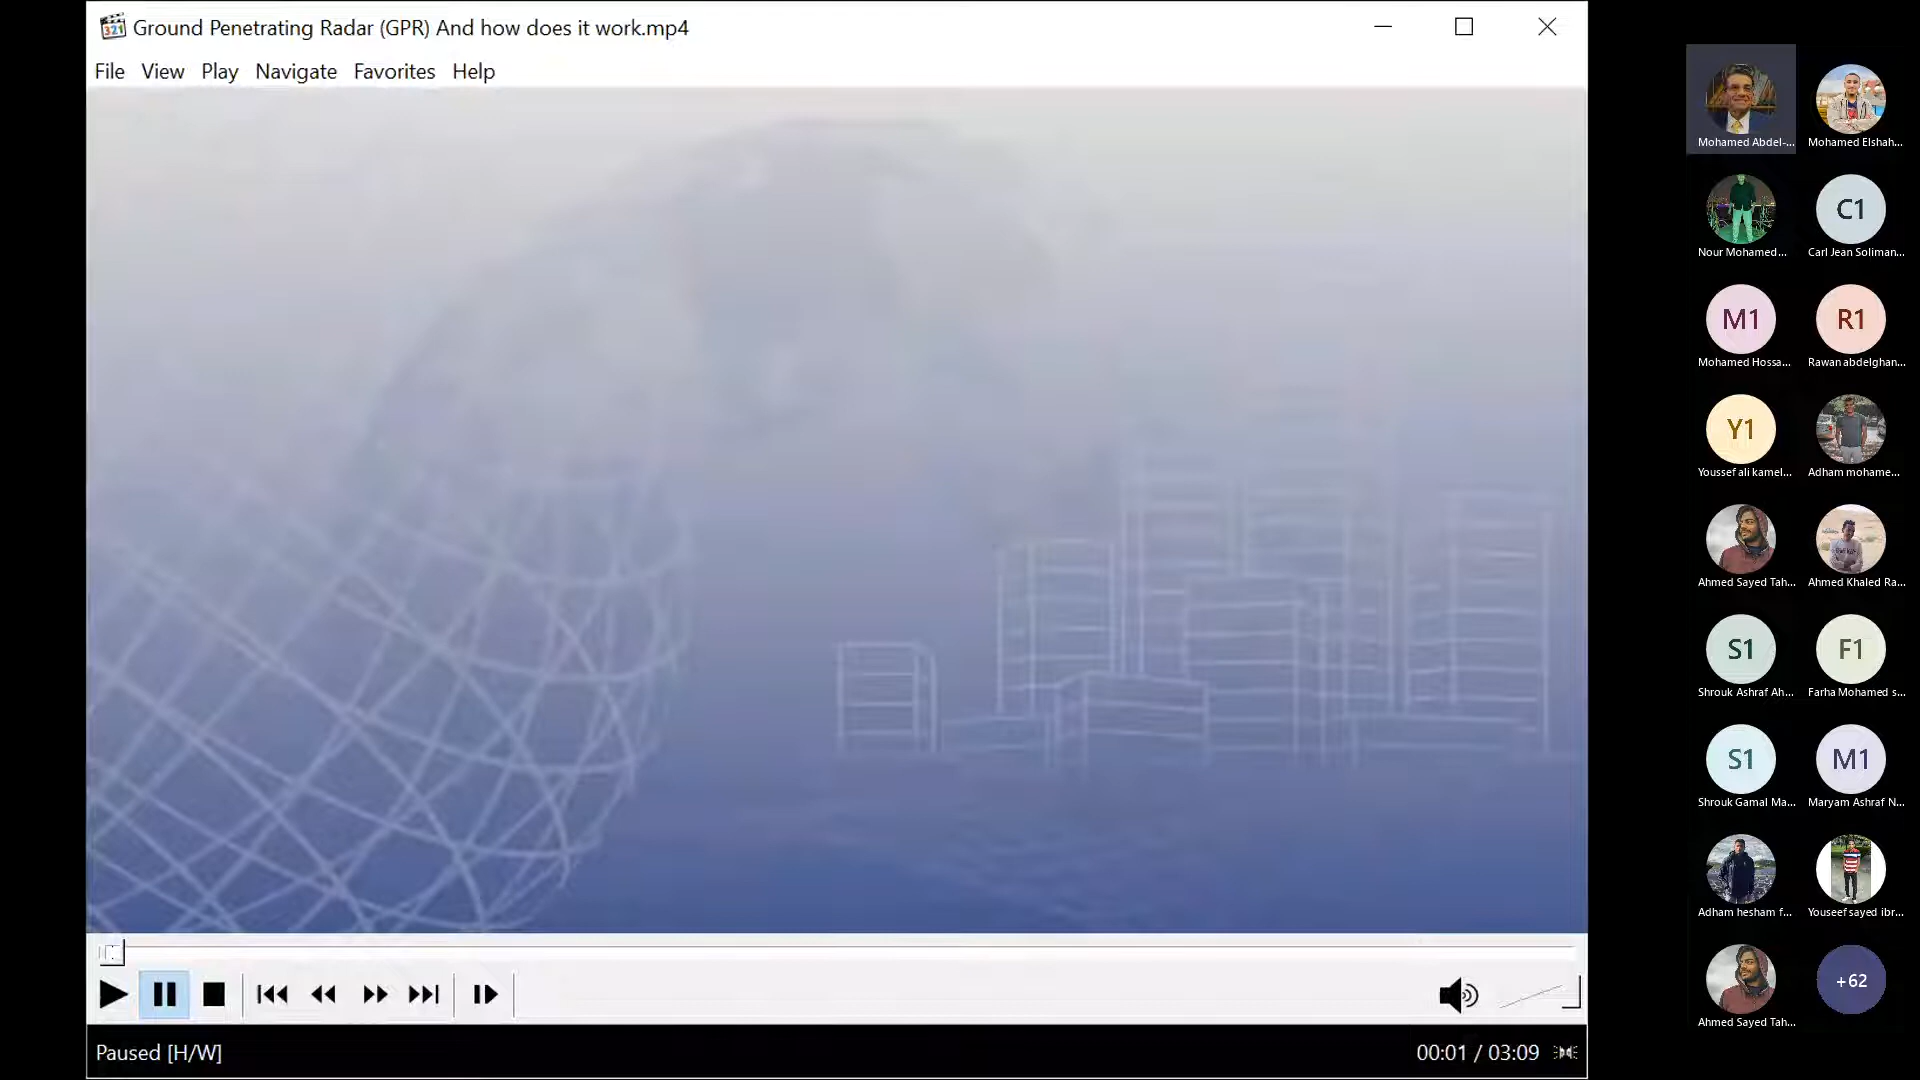 Ground Penetrating Radar (GPR) And how does it work.mp4
File View Play Navigate Favorites Help
Mohamed Abdel-...
Mohamed Elshah...
Nour Mohamed...
C1
Carl Jean Soliman...
M1
Mohamed Hossa...
R1
Rawan abdelghan...
Y1
Youssef ali kamel...
Adham mohame...
Ahmed Sayed Tah...
Ahmed Khaled Ra...
S1
Shrouk Ashraf Ah...
F1
Farha Mohamed s...
S1
Shrouk Gamal Ma...
M1
Maryam Ashraf N...
Adham hesham f...
Youseef sayed ibr...
Ahmed Sayed Tah...
+62
Paused [H/W]
00:01 / 03:09